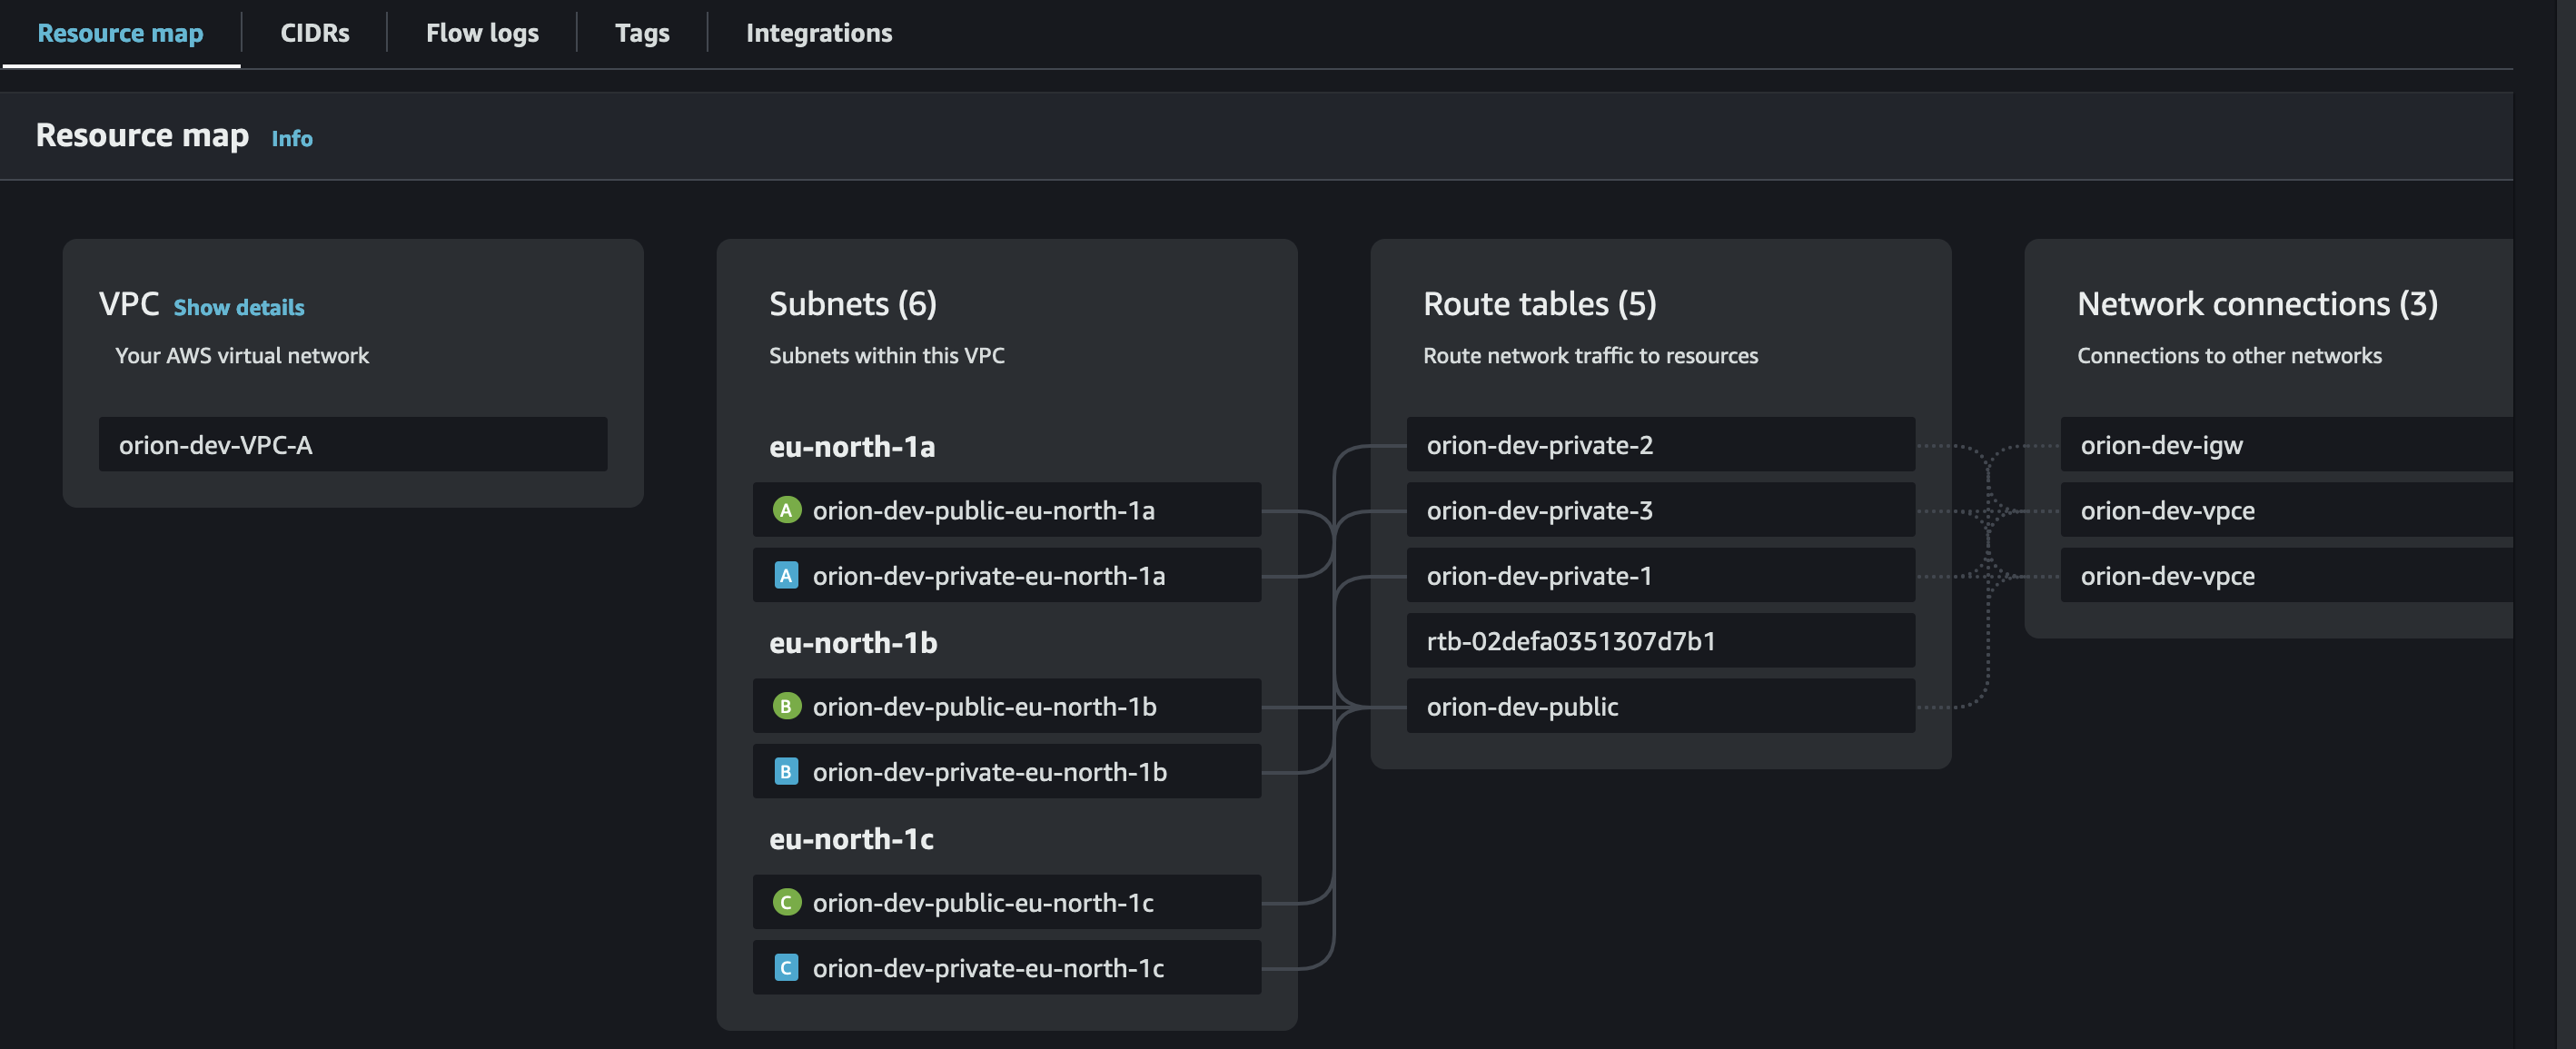 Resource map
CIDRs
Flow logs
Tags
Integrations
Resource map Info
VPC Show details
Your AWS virtual network
orion-dev-VPC-A
Subnets (6)
Subnets within this VPC
eu-north-1a
A orion-dev-public-eu-north-1a
A orion-dev-private-eu-north-1a
eu-north-1b
B orion-dev-public-eu-north-1b
B orion-dev-private-eu-north-1b
eu-north-1c
C orion-dev-public-eu-north-1c
C orion-dev-private-eu-north-1c
Route tables (5)
Route network traffic to resources
orion-dev-private-2
orion-dev-private-3
orion-dev-private-1
rtb-02defa0351307d7b1
orion-dev-public
Network connections (3)
Connections to other networks
orion-dev-igw
orion-dev-vpce
orion-dev-vpce